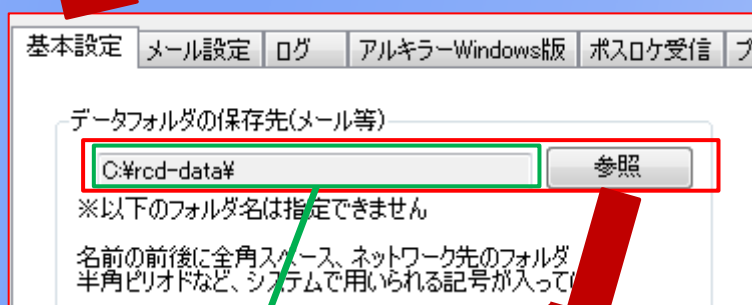 基本設定 メール設定 ログ アルキラーWindows版 ポスロケ受信 プ
データフォルダの保存先(メール等)
C:¥rcd-data¥ 参照
※以下のフォルダ名は指定できません
名前の前後に全角スペース、ネットワーク先のフォルダ
半角ピリオドなど、システムで用いられる記号が入って